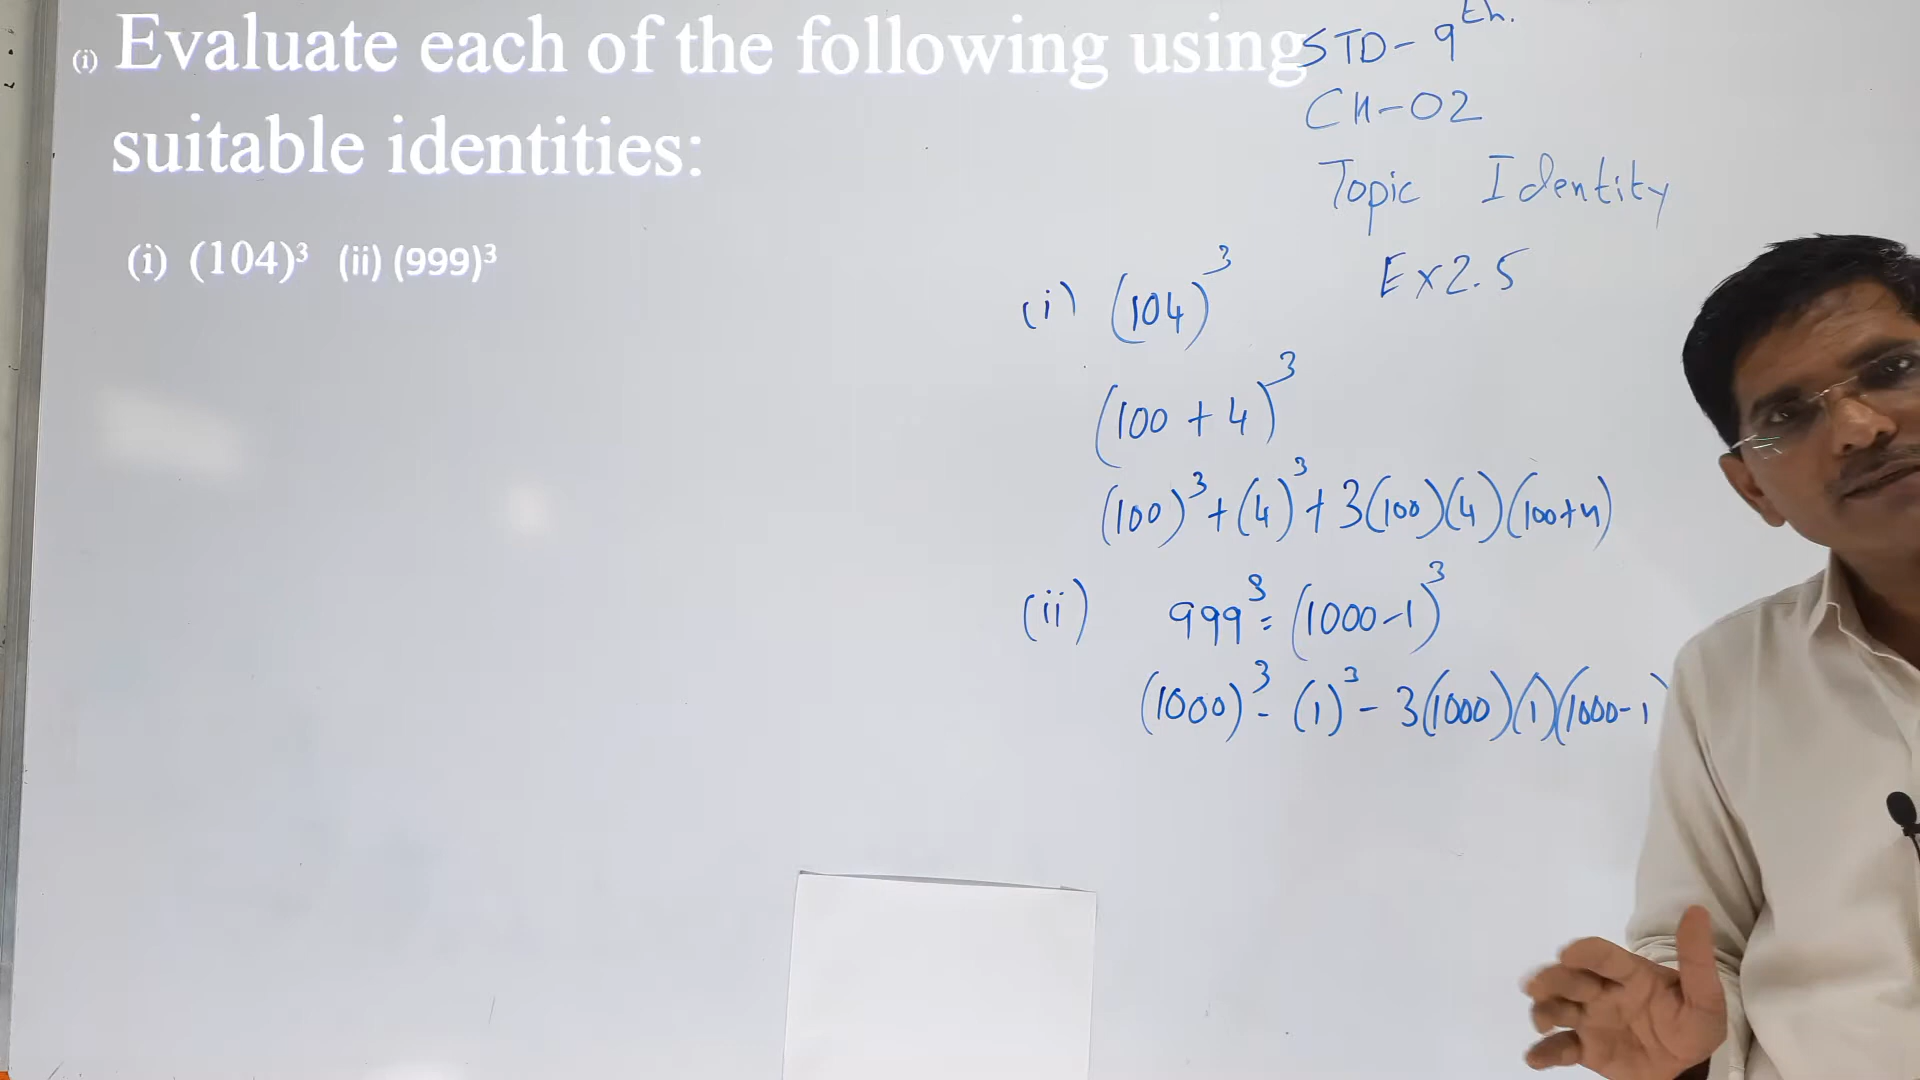 (i) Evaluate each of the following using
suitable identities:
(i) (104)³ (ii) (999)³
STD-9th.
CH-02
Topic Identity
Ex2.5
(i) (104)³
(100 + 4)³
(100)³+(4)³+3(100)(4)(100+4)
(ii) 999³=(1000-1)³
(1000)³-(1)³-3(1000)(1)(1000-1)